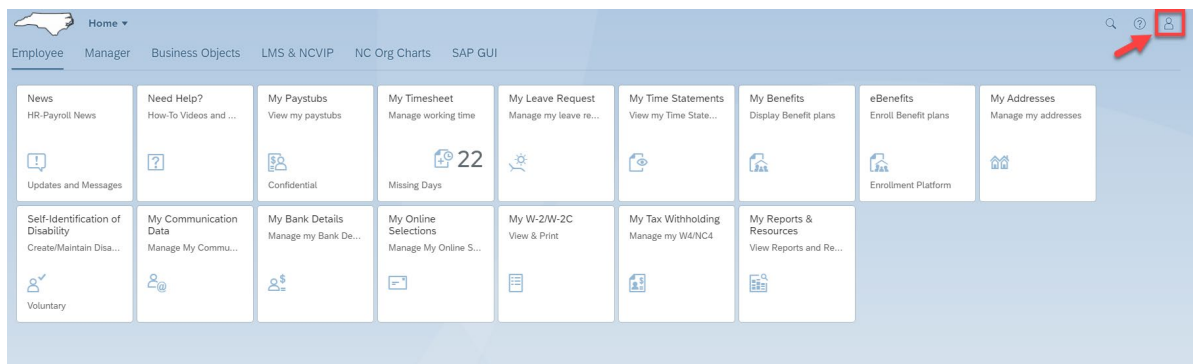 Home
Employee Manager Business Objects LMS & NCVIP NC Org Charts SAP GUI
News
HR-Payroll News
Updates and Messages
Need Help?
How-To Videos and ...
My Paystubs
View my paystubs
Confidential
My Timesheet
Manage working time
22
Missing Days
My Leave Request
Manage my leave re...
My Time Statements
View my Time State...
My Benefits
Display Benefit plans
eBenefits
Enroll Benefit plans
Enrollment Platform
My Addresses
Manage my addresses
Self-Identification of
Disability
Create/Maintain Disa...
Voluntary
My Communication
Data
Manage My Commu...
My Bank Details
Manage my Bank De...
My Online
Selections
Manage My Online S...
My W-2/W-2C
View & Print
My Tax Withholding
Manage my W4/NC4
My Reports &
Resources
View Reports and Re...